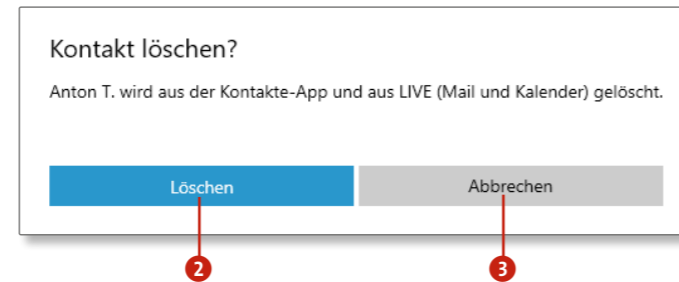 Kontakt löschen?
Anton T. wird aus der Kontakte-App und aus LIVE (Mail und Kalender) gelöscht.
Löschen
Abbrechen
2
3